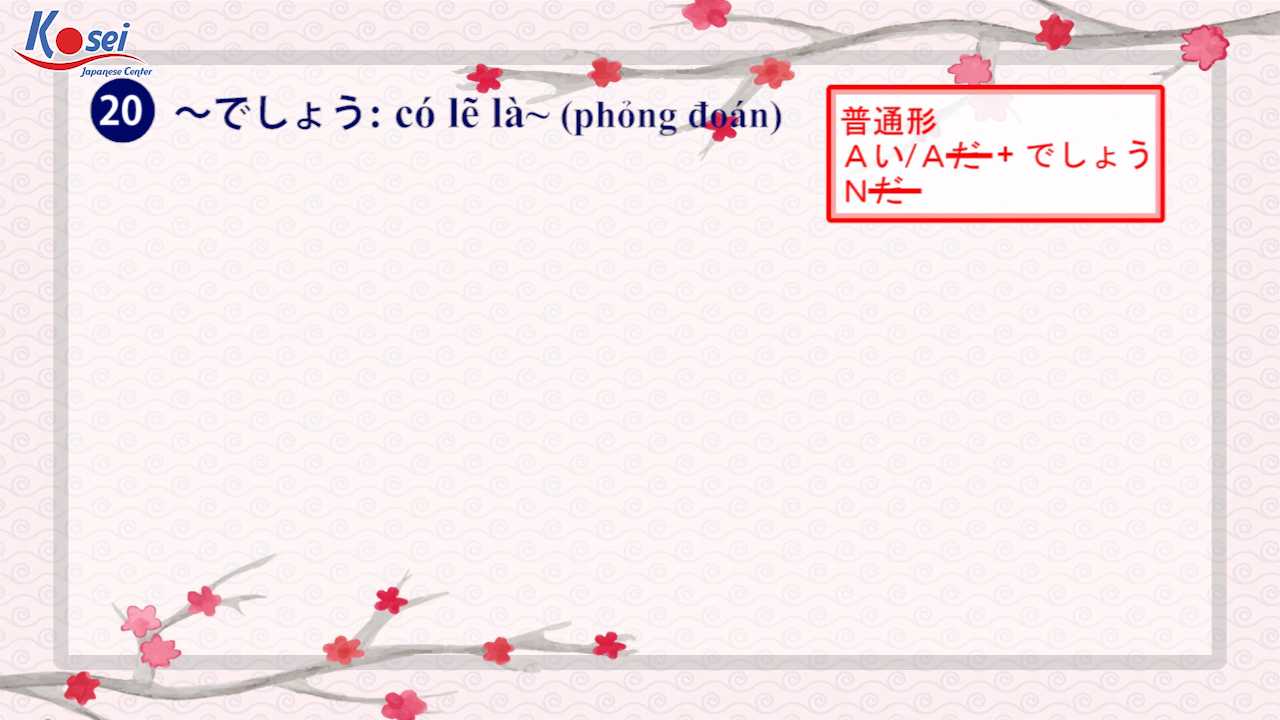 Kosei
Japanese Center
20 ～でしょう: có lẽ là~ (phỏng đoán)
普通形
Aい/Aだ + でしょう
Nだ